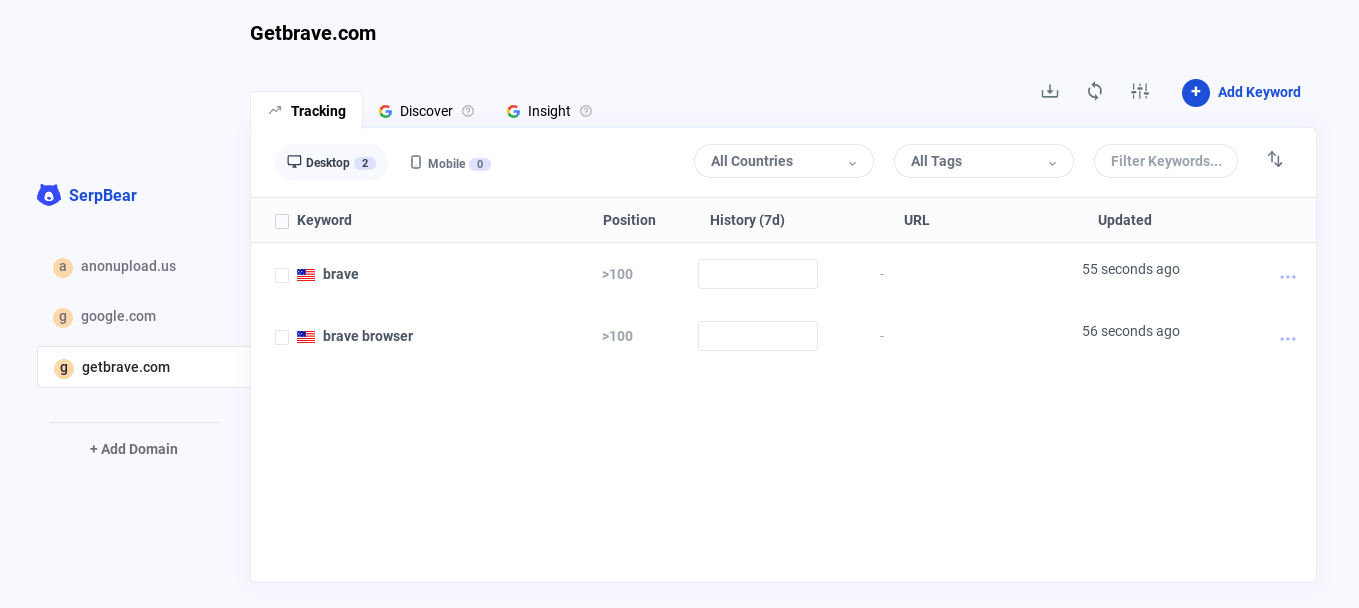 Getbrave.com
Tracking Discover Insight
+ Add Keyword
Desktop 2 Mobile 0 All Countries All Tags Filter Keywords...
SerpBear
a anonupload.us
g google.com
g getbrave.com
+ Add Domain
Keyword Position History (7d) URL Updated
brave >100 - 55 seconds ago
brave browser >100 - 56 seconds ago